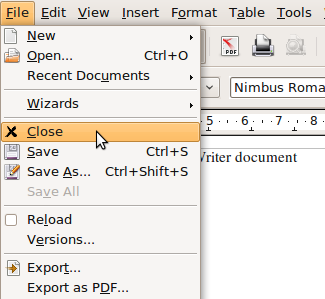 File Edit View Insert Format Table Tools
New
Open... Ctrl+O
Recent Documents
Wizards
Close
Save Ctrl+S
Save As... Ctrl+Shift+S
Save All
Reload
Versions...
Export...
Export as PDF...
PDF
Nimbus Roma
5 6 7 8
Writer document